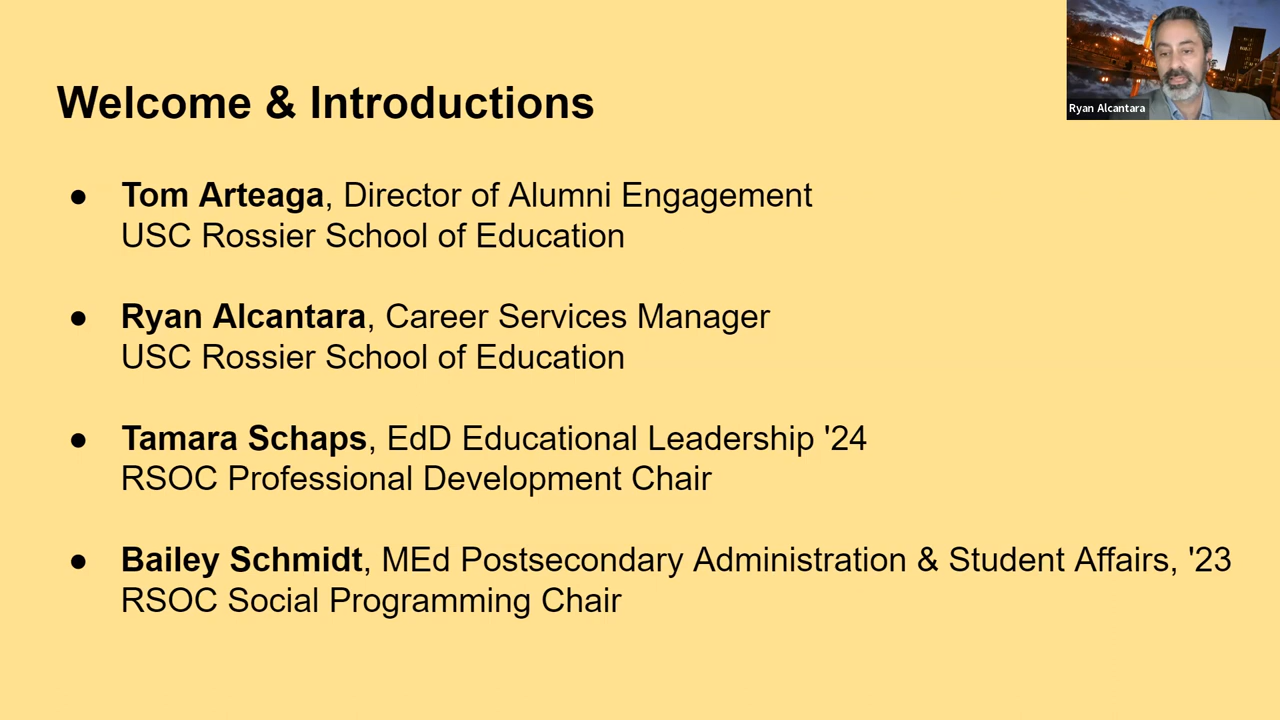 Ryan Alcantara
Welcome & Introductions
● Tom Arteaga, Director of Alumni Engagement
USC Rossier School of Education
● Ryan Alcantara, Career Services Manager
USC Rossier School of Education
● Tamara Schaps, EdD Educational Leadership '24
RSOC Professional Development Chair
● Bailey Schmidt, MEd Postsecondary Administration & Student Affairs, '23
RSOC Social Programming Chair